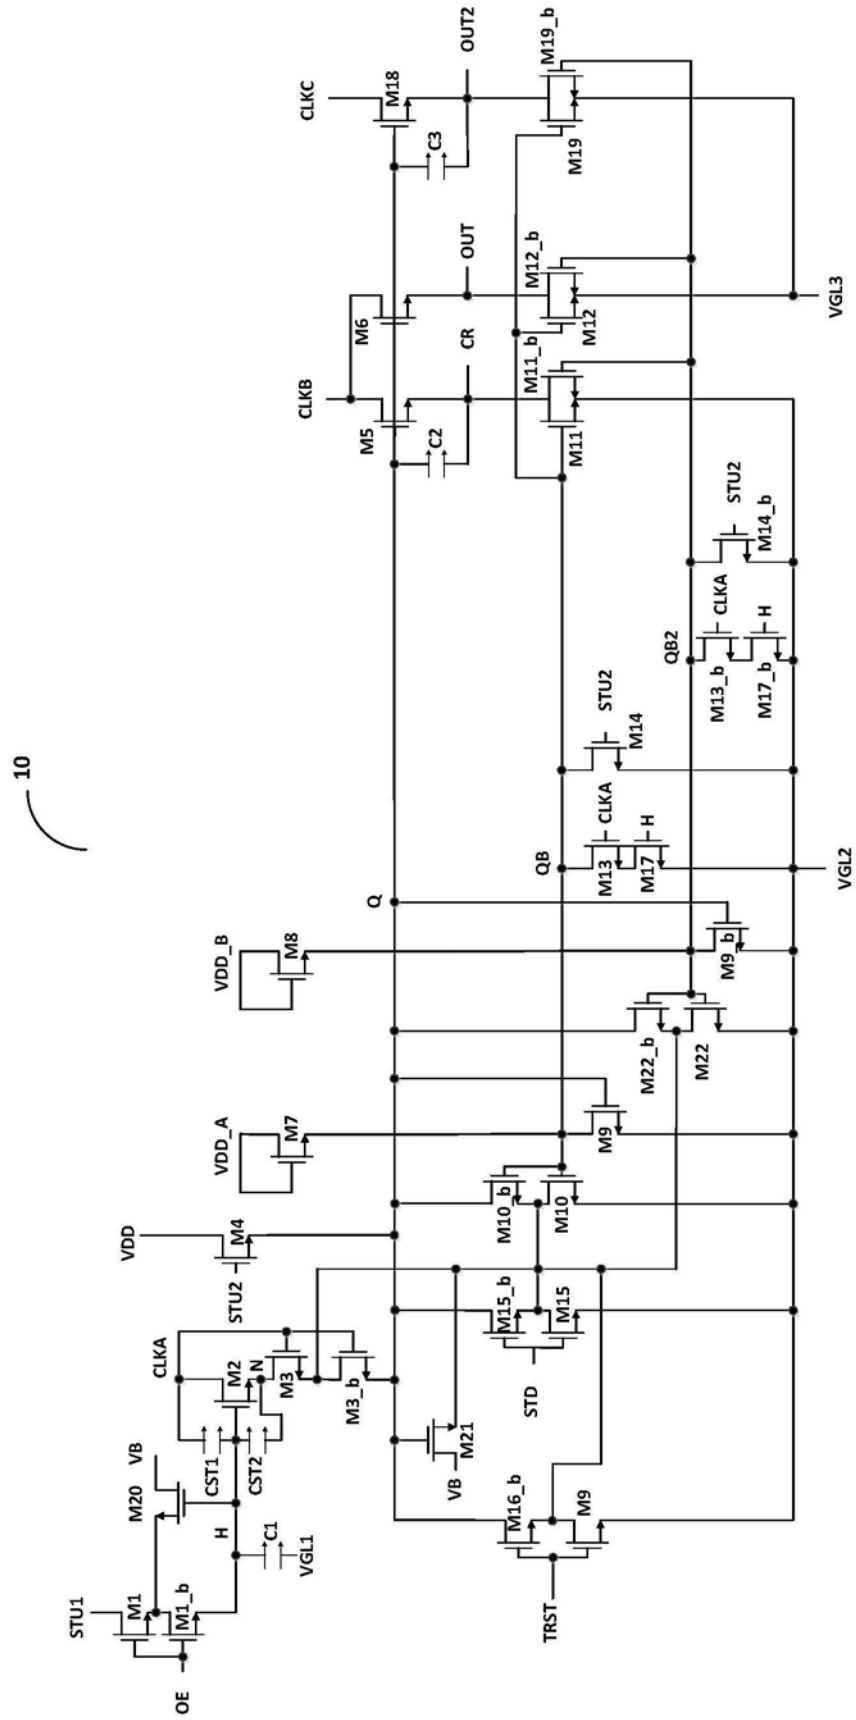 10
STU1
OE
M1
M1_b
M20
VB
H
C1
VGL1
CST1
CST2
CLKA
M2
N
M3
M3_b
STU2
VDD
M4
VDD_A
M7
VDD_B
M8
Q
CLKB
M5
M6
CLKC
M18
C2
C3
CR
OUT
OUT2
VB
M21
TRST
M16_b
M9
STD
M15_b
M15
M10_b
M10
M9
M22_b
M22
M9_b
QB
M13
CLKA
M17
H
STU2
M14
QB2
M13_b
CLKA
M17_b
H
STU2
M14_b
M11
M11_b
M12
M12_b
M19
M19_b
VGL2
VGL3